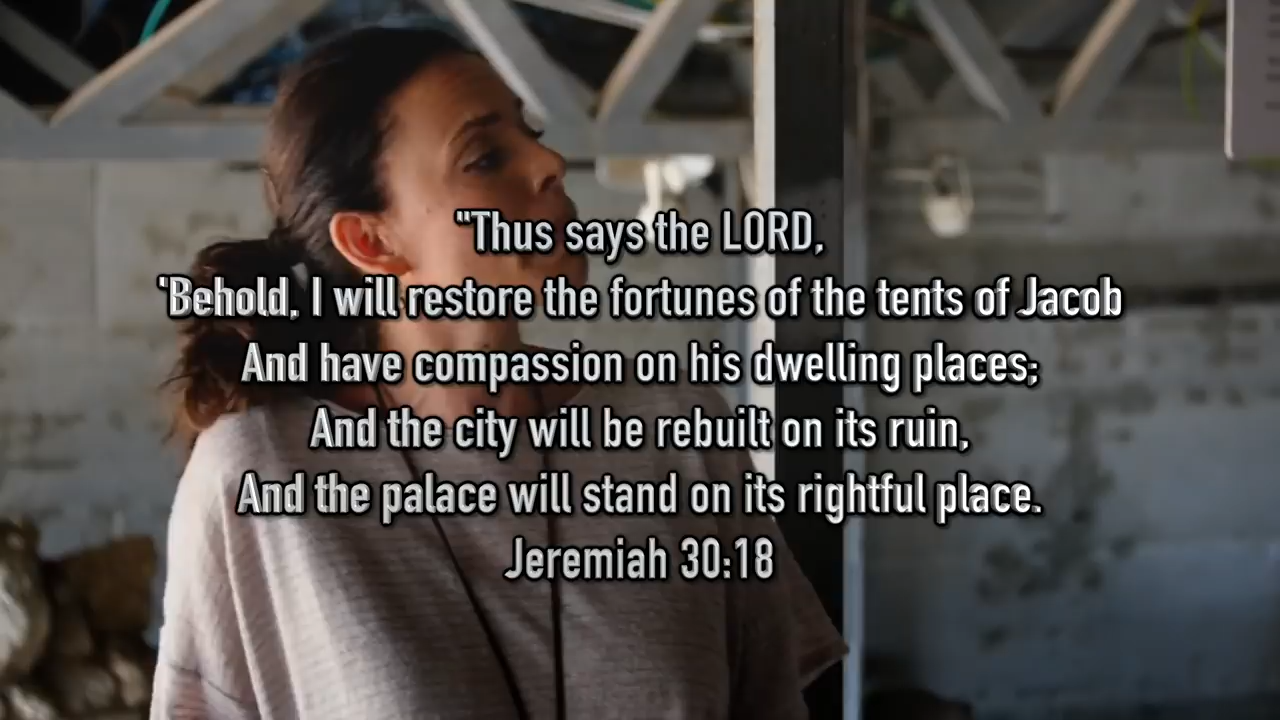 "Thus says the LORD,
'Behold, I will restore the fortunes of the tents of Jacob
And have compassion on his dwelling places;
And the city will be rebuilt on its ruin,
And the palace will stand on its rightful place.
Jeremiah 30:18